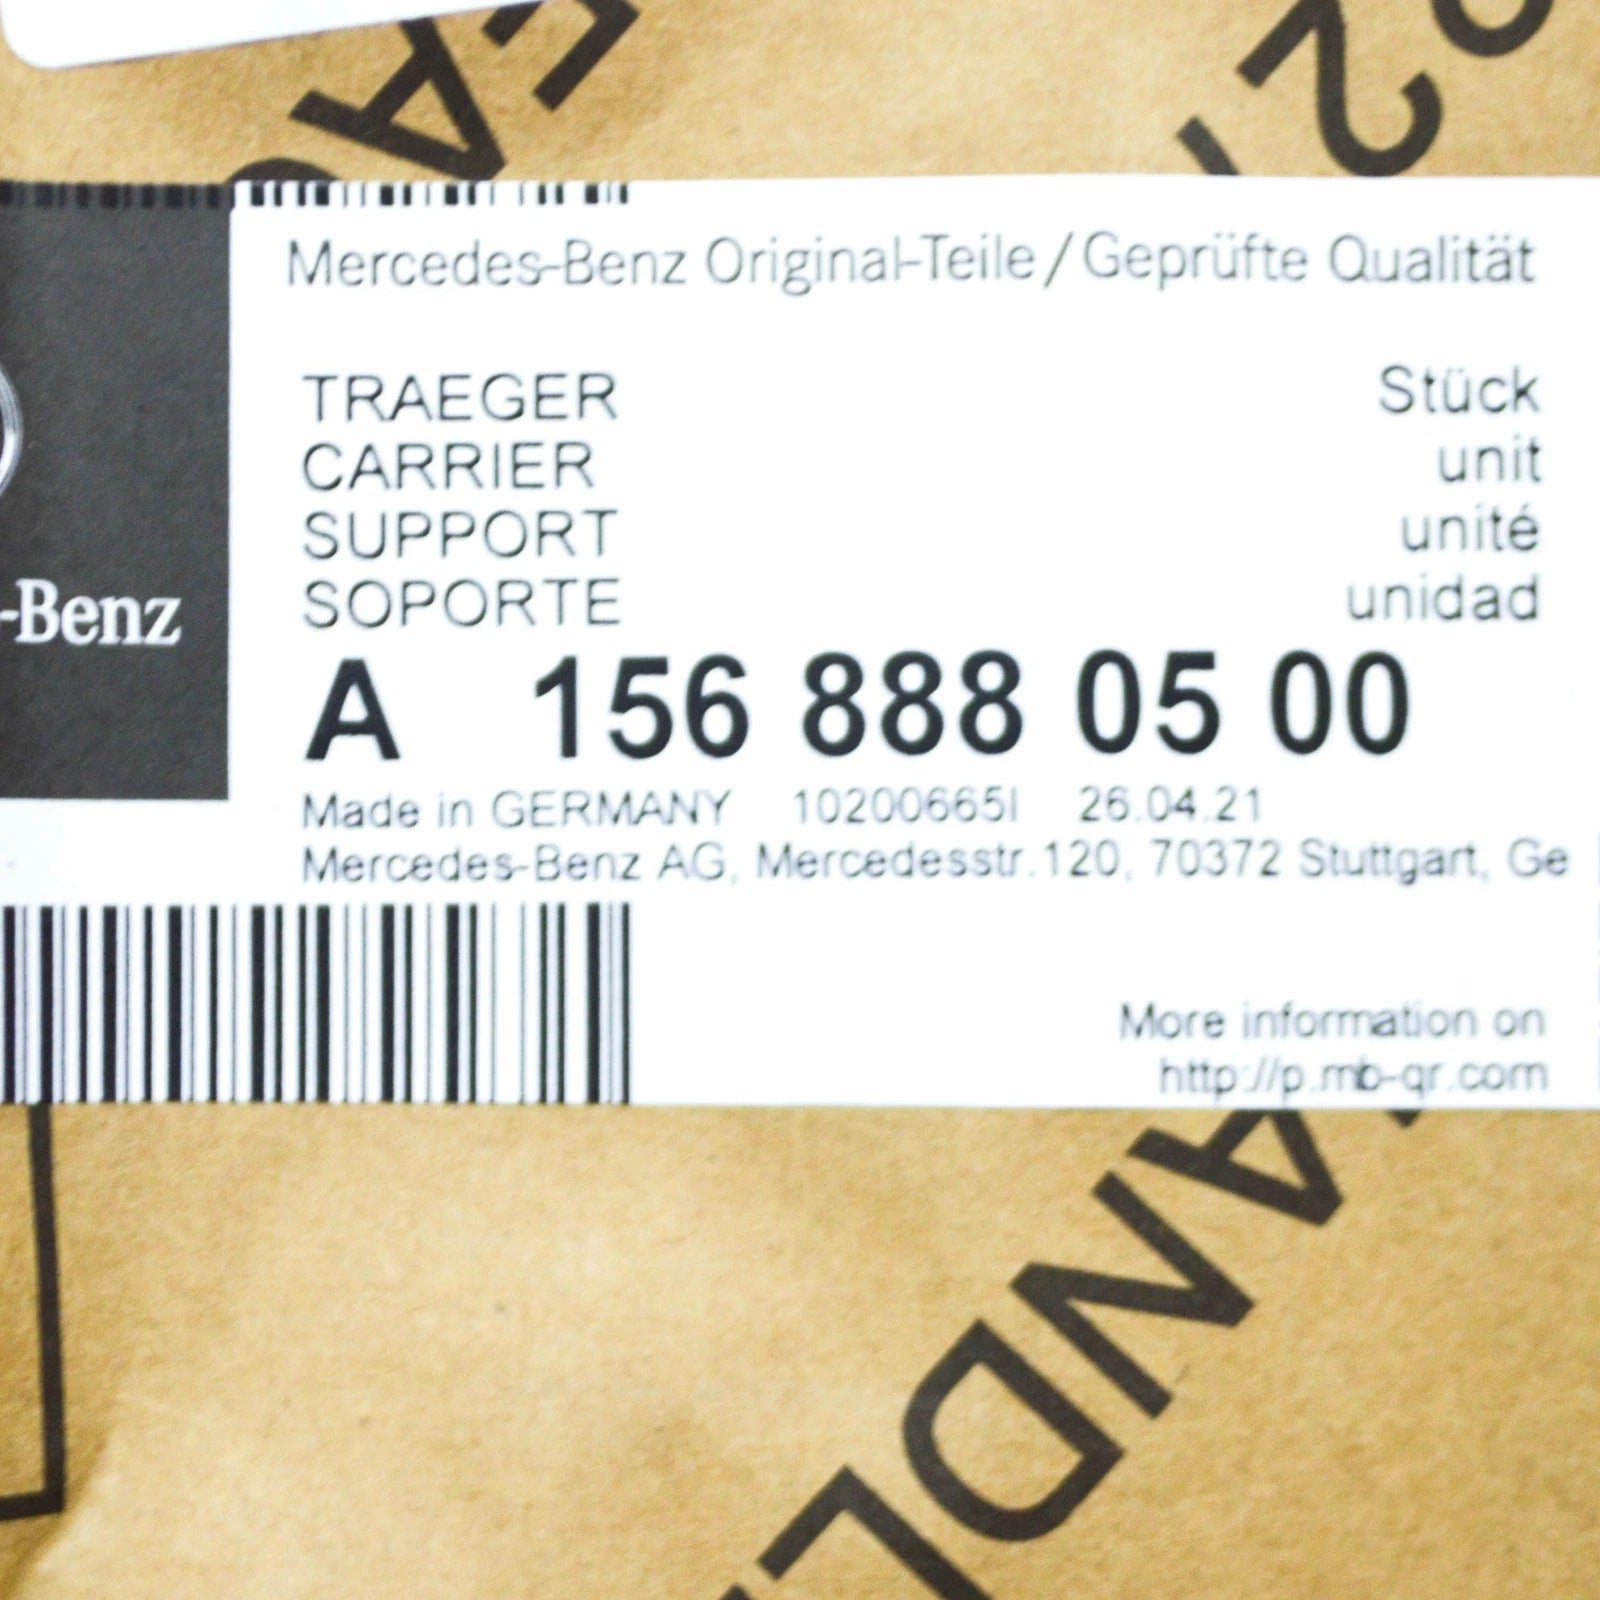 Mercedes-Benz Original-Teile / Geprüfte Qualität
TRAEGER Stück
CARRIER unit
SUPPORT unité
SOPORTE unidad
-Benz
A 156 888 05 00
Made in GERMANY 10200665I 26.04.21
Mercedes-Benz AG, Mercedesstr.120, 70372 Stuttgart, Ge
More information on
http://p.mb-qr.com